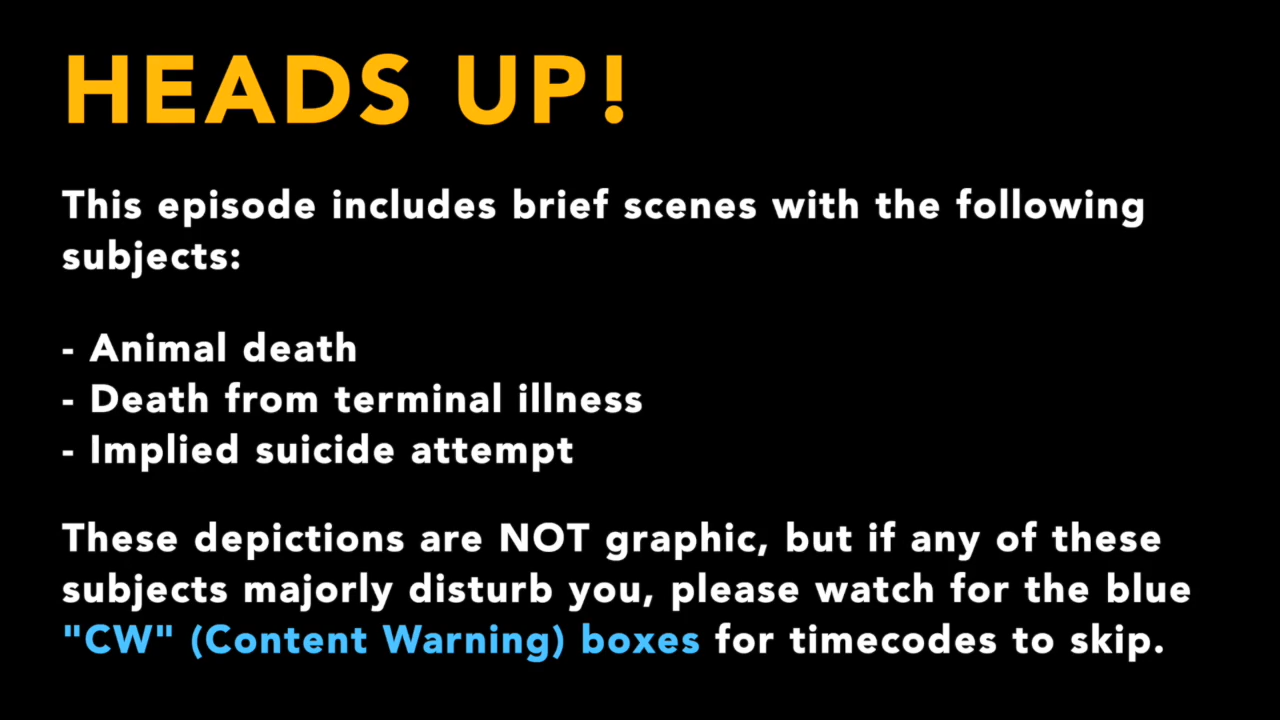 HEADS UP!
This episode includes brief scenes with the following
subjects:
- Animal death
- Death from terminal illness
- Implied suicide attempt
These depictions are NOT graphic, but if any of these
subjects majorly disturb you, please watch for the blue
"CW" (Content Warning) boxes for timecodes to skip.